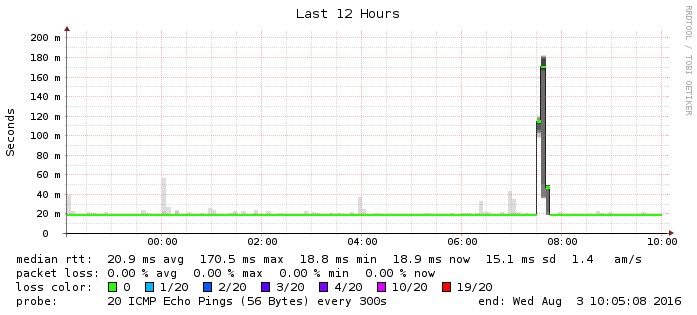 Last 12 Hours
RRDTOOL / TOBI OETIKER
Seconds
200 m
180 m
160 m
140 m
120 m
100 m
80 m
60 m
40 m
20 m
0
00:00 02:00 04:00 06:00 08:00 10:00
median rtt: 20.9 ms avg 170.5 ms max 18.8 ms min 18.9 ms now 15.1 ms sd 1.4 am/s
packet loss: 0.00 % avg 0.00 % max 0.00 % min 0.00 % now
loss color: 0 1/20 2/20 3/20 4/20 10/20 19/20
probe: 20 ICMP Echo Pings (56 Bytes) every 300s end: Wed Aug 3 10:05:08 2016